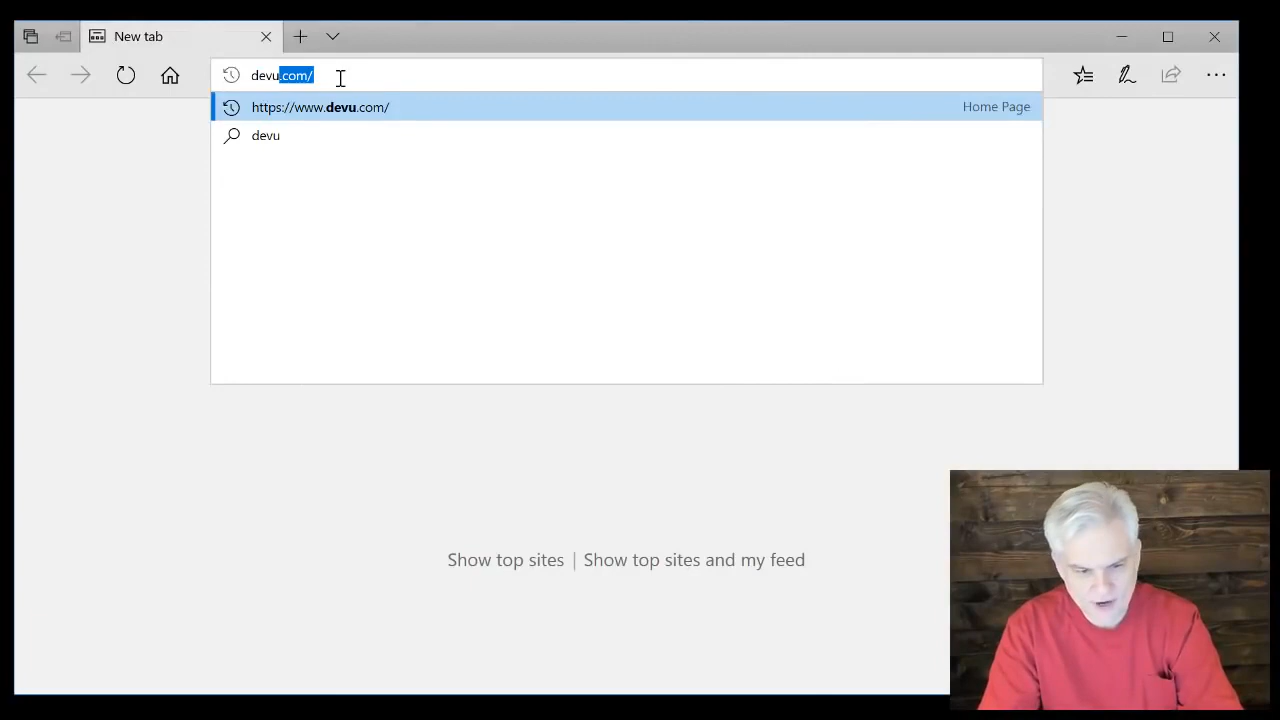 New tab
devu.com/
https://www.devu.com/ Home Page
devu
Show top sites | Show top sites and my feed